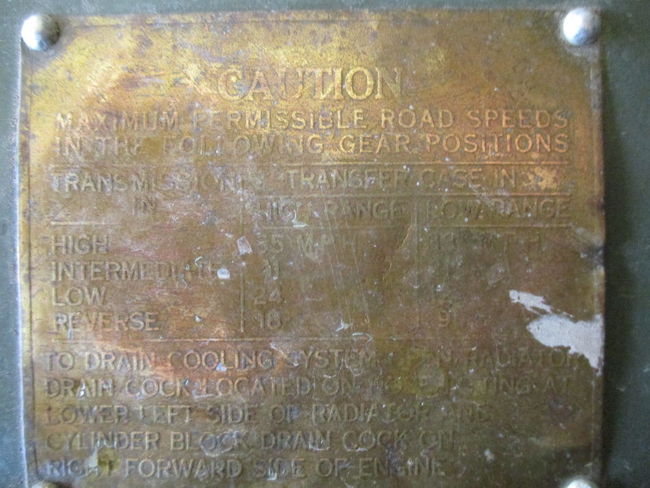 CAUTION
MAXIMUM PERMISSIBLE ROAD SPEEDS
IN THE FOLLOWING GEAR POSITIONS
TRANSMISSION TRANSFER CASE IN
IN HIGH RANGE LOW RANGE
HIGH 
INTERMEDIATE
LOW 24
REVERSE 18 9
TO DRAIN COOLING SYSTEM OPEN RADIATOR
DRAIN COCK LOCATED ON AT
LOWER LEFT SIDE OF RADIATOR AND
CYLINDER BLOCK DRAIN COCK ON
RIGHT FORWARD SIDE OF ENGINE